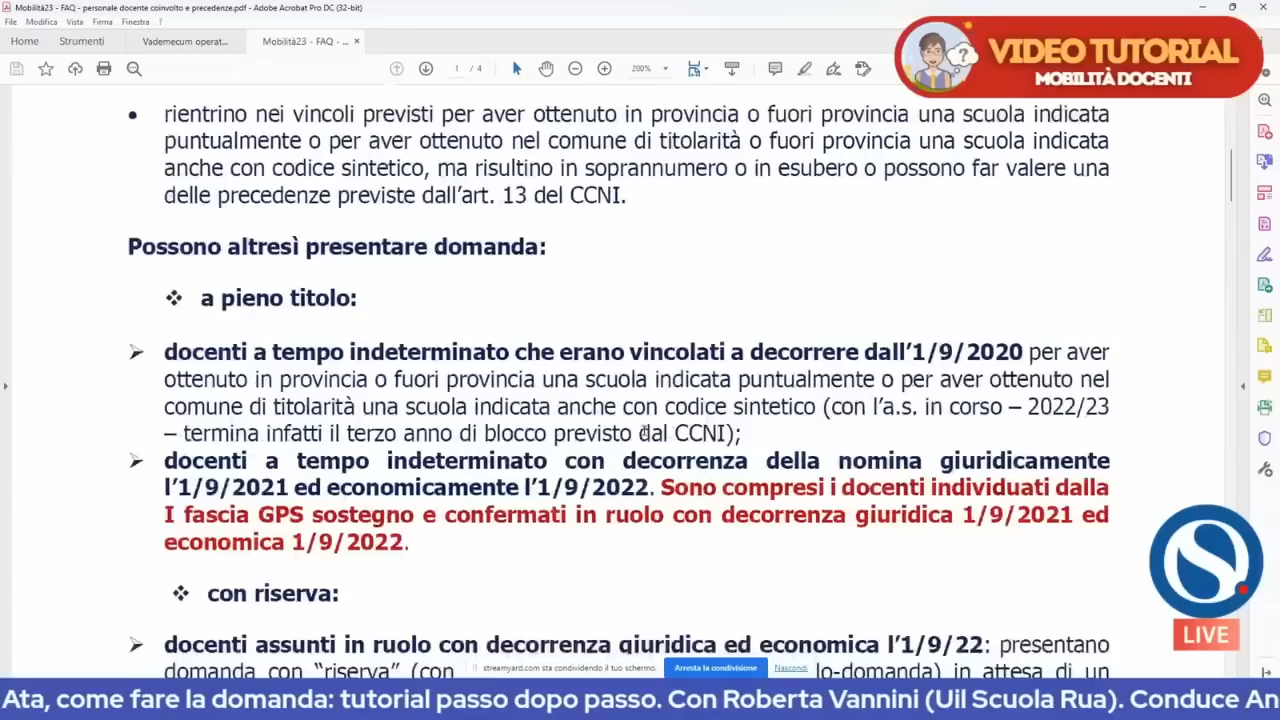 Mobilità23 - FAQ - personale docente coinvolto e precedenze.pdf - Adobe Acrobat Pro DC (32-bit)
File Modifica Vista Firma Finestra ?
Home Strumenti Vademecum operat... Mobilità23 - FAQ - ... ×
1 / 4 200%
VIDEO TUTORIAL
MOBILITÀ DOCENTI
• rientrino nei vincoli previsti per aver ottenuto in provincia o fuori provincia una scuola indicata
puntualmente o per aver ottenuto nel comune di titolarità o fuori provincia una scuola indicata
anche con codice sintetico, ma risultino in soprannumero o in esubero o possono far valere una
delle precedenze previste dall’art. 13 del CCNI.
Possono altresì presentare domanda:
❖ a pieno titolo:
➢ docenti a tempo indeterminato che erano vincolati a decorrere dall’1/9/2020 per aver
ottenuto in provincia o fuori provincia una scuola indicata puntualmente o per aver ottenuto nel
comune di titolarità una scuola indicata anche con codice sintetico (con l’a.s. in corso – 2022/23
– termina infatti il terzo anno di blocco previsto dal CCNI);
➢ docenti a tempo indeterminato con decorrenza della nomina giuridicamente
l’1/9/2021 ed economicamente l’1/9/2022. Sono compresi i docenti individuati dalla
I fascia GPS sostegno e confermati in ruolo con decorrenza giuridica 1/9/2021 ed
economica 1/9/2022.
❖ con riserva:
➢ docenti assunti in ruolo con decorrenza giuridica ed economica l’1/9/22: presentano
domanda con “riserva” (con lo-domanda) in attesa di un
streamyard.com sta condividendo il tuo schermo. Arresta la condivisione Nascondi
S
LIVE
Ata, come fare la domanda: tutorial passo dopo passo. Con Roberta Vannini (Uil Scuola Rua). Conduce An